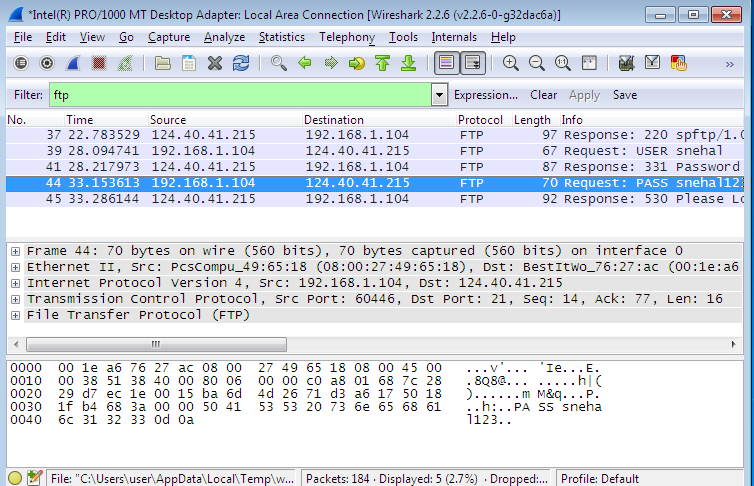 *Intel(R) PRO/1000 MT Desktop Adapter: Local Area Connection [Wireshark 2.2.6 (v2.2.6-0-g32dac6a)]
File Edit View Go Capture Analyze Statistics Telephony Tools Internals Help
Filter: ftp Expression... Clear Apply Save
No. Time Source Destination Protocol Length Info
37 22.783529 124.40.41.215 192.168.1.104 FTP 97 Response: 220 spftp/1.0
39 28.094741 192.168.1.104 124.40.41.215 FTP 67 Request: USER snehal
41 28.217973 124.40.41.215 192.168.1.104 FTP 87 Response: 331 Password
44 33.153613 192.168.1.104 124.40.41.215 FTP 70 Request: PASS snehal123
45 33.286144 124.40.41.215 192.168.1.104 FTP 92 Response: 530 Please Lo
Frame 44: 70 bytes on wire (560 bits), 70 bytes captured (560 bits) on interface 0
Ethernet II, Src: PcsCompu_49:65:18 (08:00:27:49:65:18), Dst: BestItwo_76:27:ac (00:1e:a6
Internet Protocol Version 4, Src: 192.168.1.104, Dst: 124.40.41.215
Transmission Control Protocol, Src Port: 60446, Dst Port: 21, Seq: 14, Ack: 77, Len: 16
File Transfer Protocol (FTP)
0000 00 1e a6 76 27 ac 08 00 27 49 65 18 08 00 45 00 ...v'... 'Ie...E.
0010 00 38 51 38 40 00 80 06 00 00 c0 a8 01 68 7c 28 .8Q8@... .....h|(
0020 29 d7 ec 1e 00 15 ba 6d 4d 26 71 d3 a6 17 50 18 )......m M&q...P.
0030 1f b4 68 3a 00 00 50 41 53 53 20 73 6e 65 68 61 ..h:..PA SS sneha
0040 6c 31 32 33 0d 0a l123..
File: "C:\Users\user\AppData\Local\Temp\w... Packets: 184 · Displayed: 5 (2.7%) · Dropped:... Profile: Default